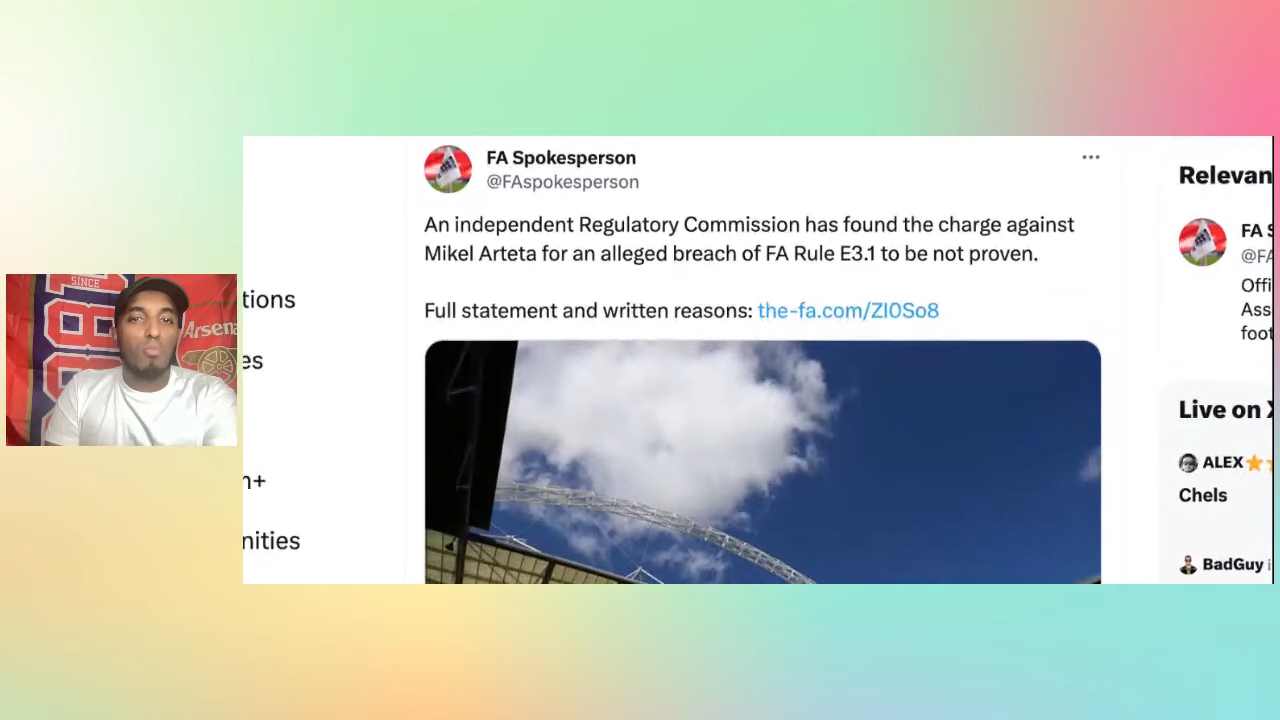 FA Spokesperson
@FAspokesperson
An independent Regulatory Commission has found the charge against
Mikel Arteta for an alleged breach of FA Rule E3.1 to be not proven.
Full statement and written reasons: the-fa.com/ZI0So8
Relevan
FA S
@FA
Offi
Ass
foot
Live on X
ALEX
Chels
BadGuy i
tions
es
n+
nities
SINCE
Arsena